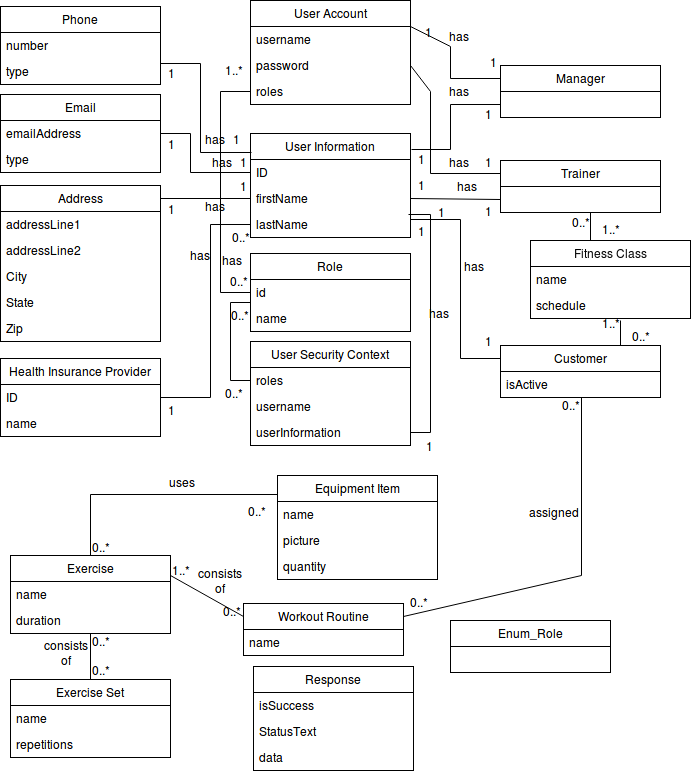 Phone
number
type
Email
emailAddress
type
Address
addressLine1
addressLine2
City
State
Zip
Health Insurance Provider
ID
name
User Account
username
password
roles
User Information
ID
firstName
lastName
Role
id
name
User Security Context
roles
username
userInformation
Manager
Trainer
Fitness Class
name
schedule
Customer
isActive
1
has
1
1
has
1
1
has
1
1
has
0..*
1
1..*
has
0..*
0..*
0..*
1
has
1
has
1
1
has
1
1
has
1
1
has
1
1
has
1
0..*
1..*
1..*
0..*
0..*
assigned
0..*
uses
0..*
0..*
Equipment Item
name
picture
quantity
Exercise
name
duration
1..*
consists
of
0..*
Workout Routine
name
consists
of
0..*
0..*
Exercise Set
name
repetitions
Enum_Role
Response
isSuccess
StatusText
data